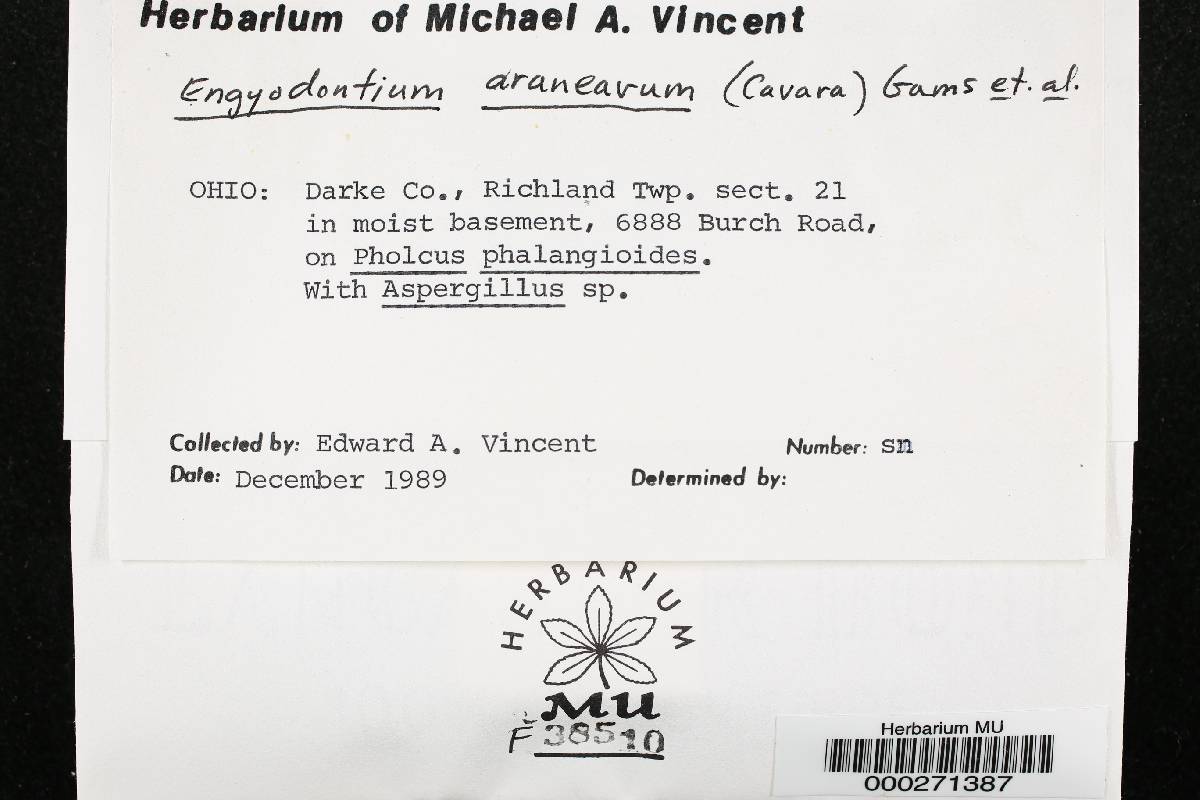 Herbarium of Michael A. Vincent
Engyodontium aranearum (Cavara) Gams et. al.
OHIO: Darke Co., Richland Twp. sect. 21
in moist basement, 6888 Burch Road,
on Pholcus phalangioides.
With Aspergillus sp.
Collected by: Edward A. Vincent Number: sn
Date: December 1989 Determined by:
HERBARIUM
MU
F 38510
Herbarium MU
000271387